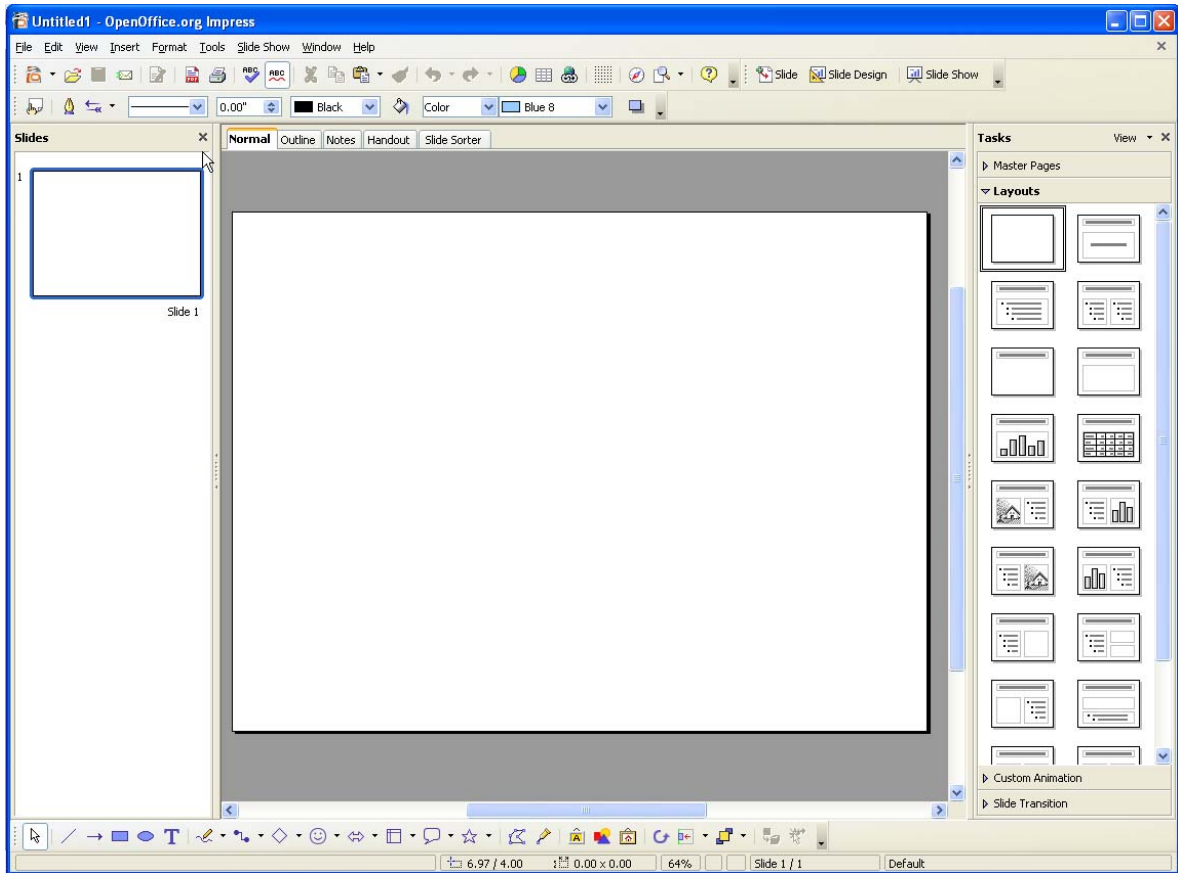 Untitled1 - OpenOffice.org Impress
File Edit View Insert Format Tools Slide Show Window Help
ABC ABC Slide Slide Design Slide Show
0.00" Black Color Blue 8
Slides
Normal Outline Notes Handout Slide Sorter
Tasks View
Master Pages
Layouts
1
Slide 1
Custom Animation
Slide Transition
T
6.97 / 4.00 0.00 x 0.00 64% Slide 1 / 1 Default